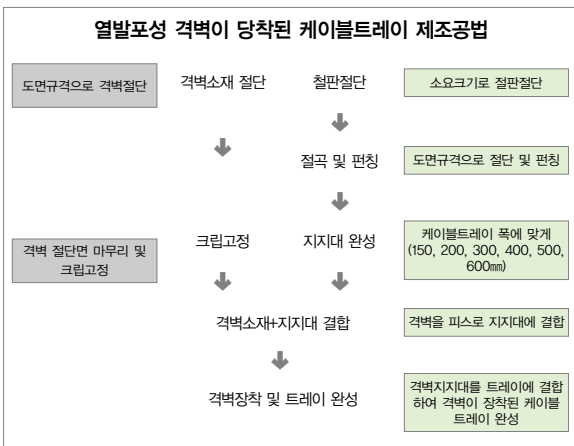 열발포성 격벽이 당착된 케이블트레이 제조공법
도면규격으로 격벽절단
격벽소재 절단
철판절단
소요크기로 절판절단
절곡 및 펀칭
도면규격으로 절단 및 펀칭
격벽 절단면 마무리 및
크립고정
크립고정
지지대 완성
케이블트레이 폭에 맞게
(150, 200, 300, 400, 500,
600㎜)
격벽소재+지지대 결합
격벽을 피스로 지지대에 결합
격벽장착 및 트레이 완성
격벽지지대를 트레이에 결합
하여 격벽이 장착된 케이블
트레이 완성